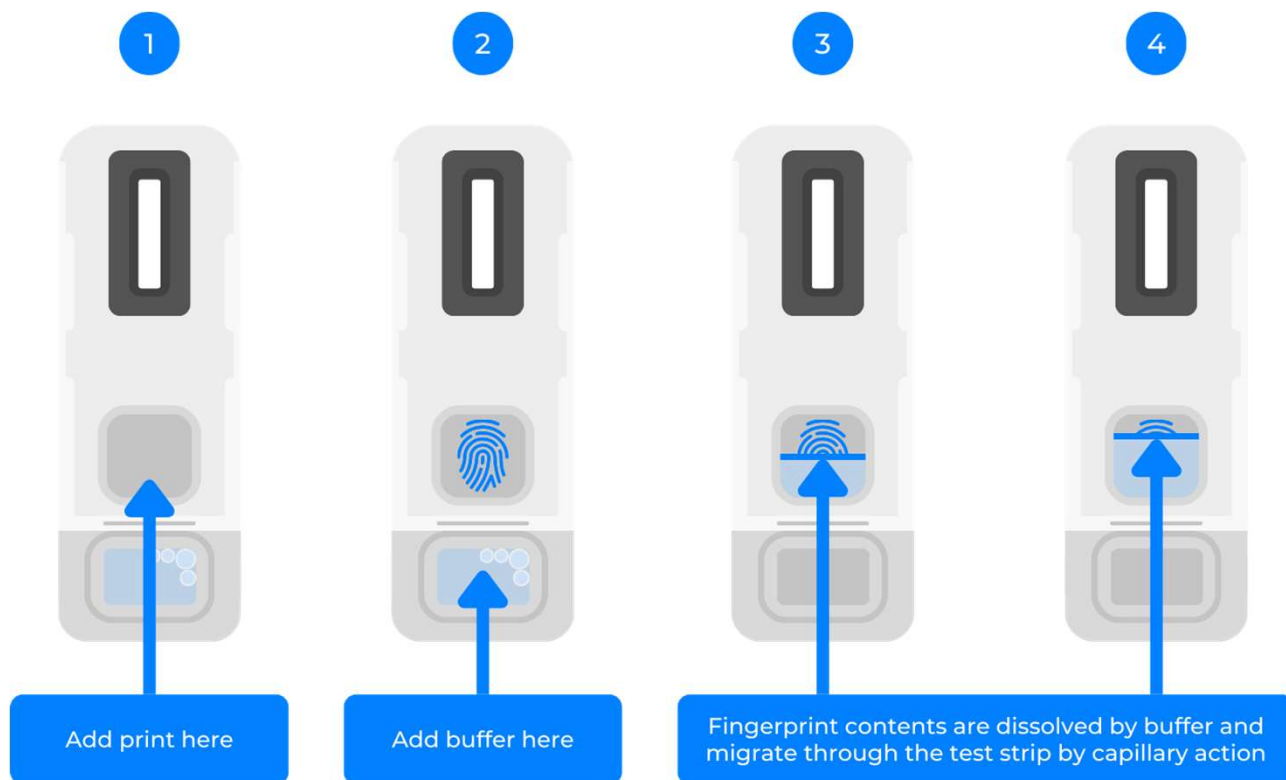 1
2
3
4
Add print here
Add buffer here
Fingerprint contents are dissolved by buffer and
migrate through the test strip by capillary action